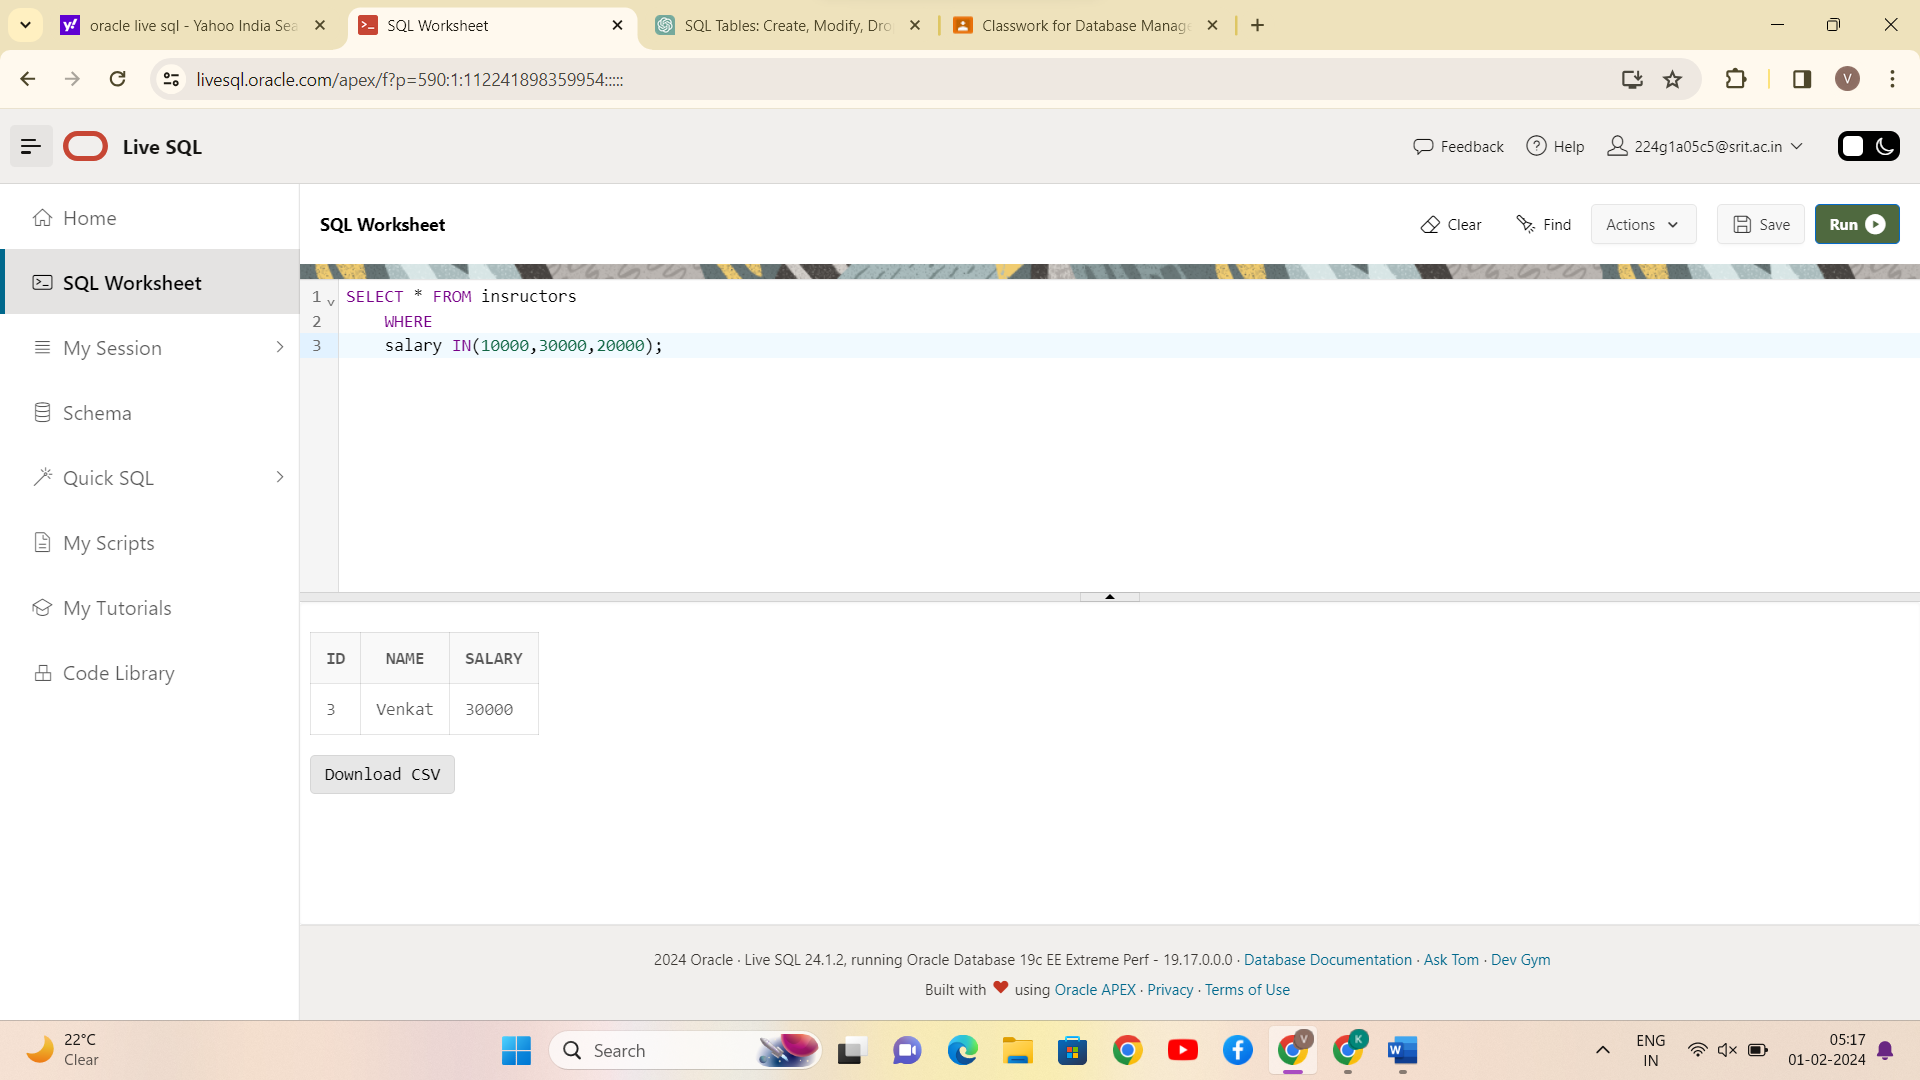 oracle live sql - Yahoo India Sea
SQL Worksheet
SQL Tables: Create, Modify, Dro
Classwork for Database Manage
livesql.oracle.com/apex/f?p=590:1:112241898359954:::::
V
Live SQL
Feedback
Help
224g1a05c5@srit.ac.in
Home
SQL Worksheet
My Session
Schema
Quick SQL
My Scripts
My Tutorials
Code Library
SQL Worksheet
Clear
Find
Actions
Save
Run
1 SELECT * FROM insructors
2 WHERE
3 salary IN(10000,30000,20000);
ID NAME SALARY
3 Venkat 30000
Download CSV
2024 Oracle · Live SQL 24.1.2, running Oracle Database 19c EE Extreme Perf - 19.17.0.0.0 · Database Documentation · Ask Tom · Dev Gym
Built with ❤ using Oracle APEX · Privacy · Terms of Use
22°C
Clear
Search
V
K
W
ENG
IN
05:17
01-02-2024